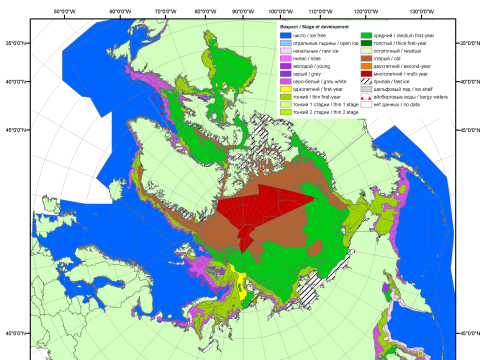 50°0'0"W 60°0'0"W 70°0'0"W 80°0'0"W 90°0'0"W 100°0'0"W 110°0'0"W 120°0'0"W 130°0'0"W
Возраст / Stage of development
чисто / ice free
отдельные льдины / open ice
начальные / new ice
нилас / nilas
молодой / young
серый / grey
серо-белый / grey white
однолетний / first-year
тонкий / thin first-year
тонкий 1 стадии / thin 1 stage
тонкий 2 стадии / thin 2 stage
средний / medium first-year
толстый / thick first-year
остаточный / residual
старый / old
двухлетний / second-year
многолетний / multi-year
припай / fast ice
шельфовый лед / ice shelf
айсберговые воды / bergy waters
нет данных / no data
35°0'0"N
40°0'0"N 40°0'0"N
45°0'0"N 45°0'0"N
45°0'0"N 45°0'0"N